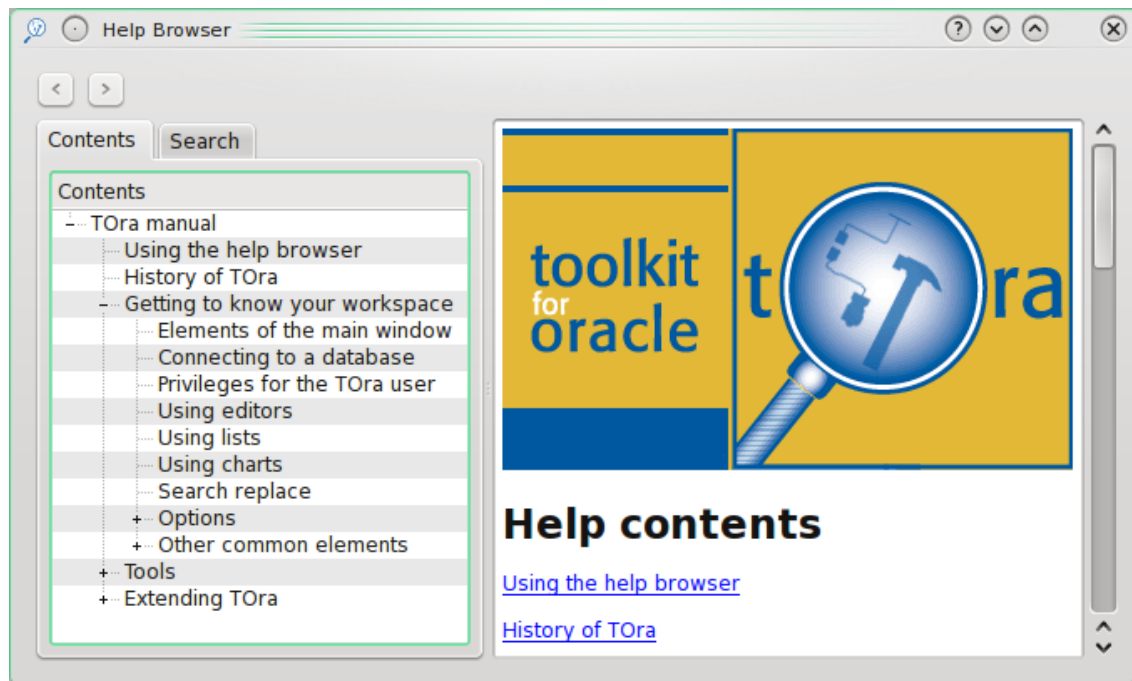 Help Browser
Contents
Search
Contents
TOra manual
Using the help browser
History of TOra
Getting to know your workspace
Elements of the main window
Connecting to a database
Privileges for the TOra user
Using editors
Using lists
Using charts
Search replace
Options
Other common elements
Tools
Extending TOra
toolkit
for
oracle
tOra
Help contents
Using the help browser
History of TOra